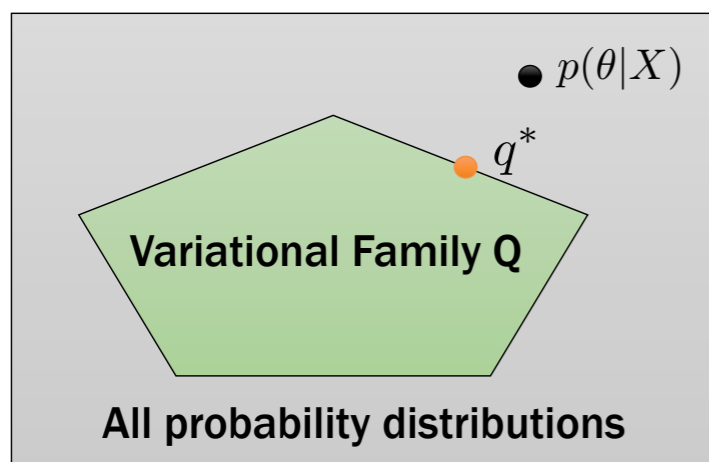 p(θ|X)
q*
Variational Family Q
All probability distributions